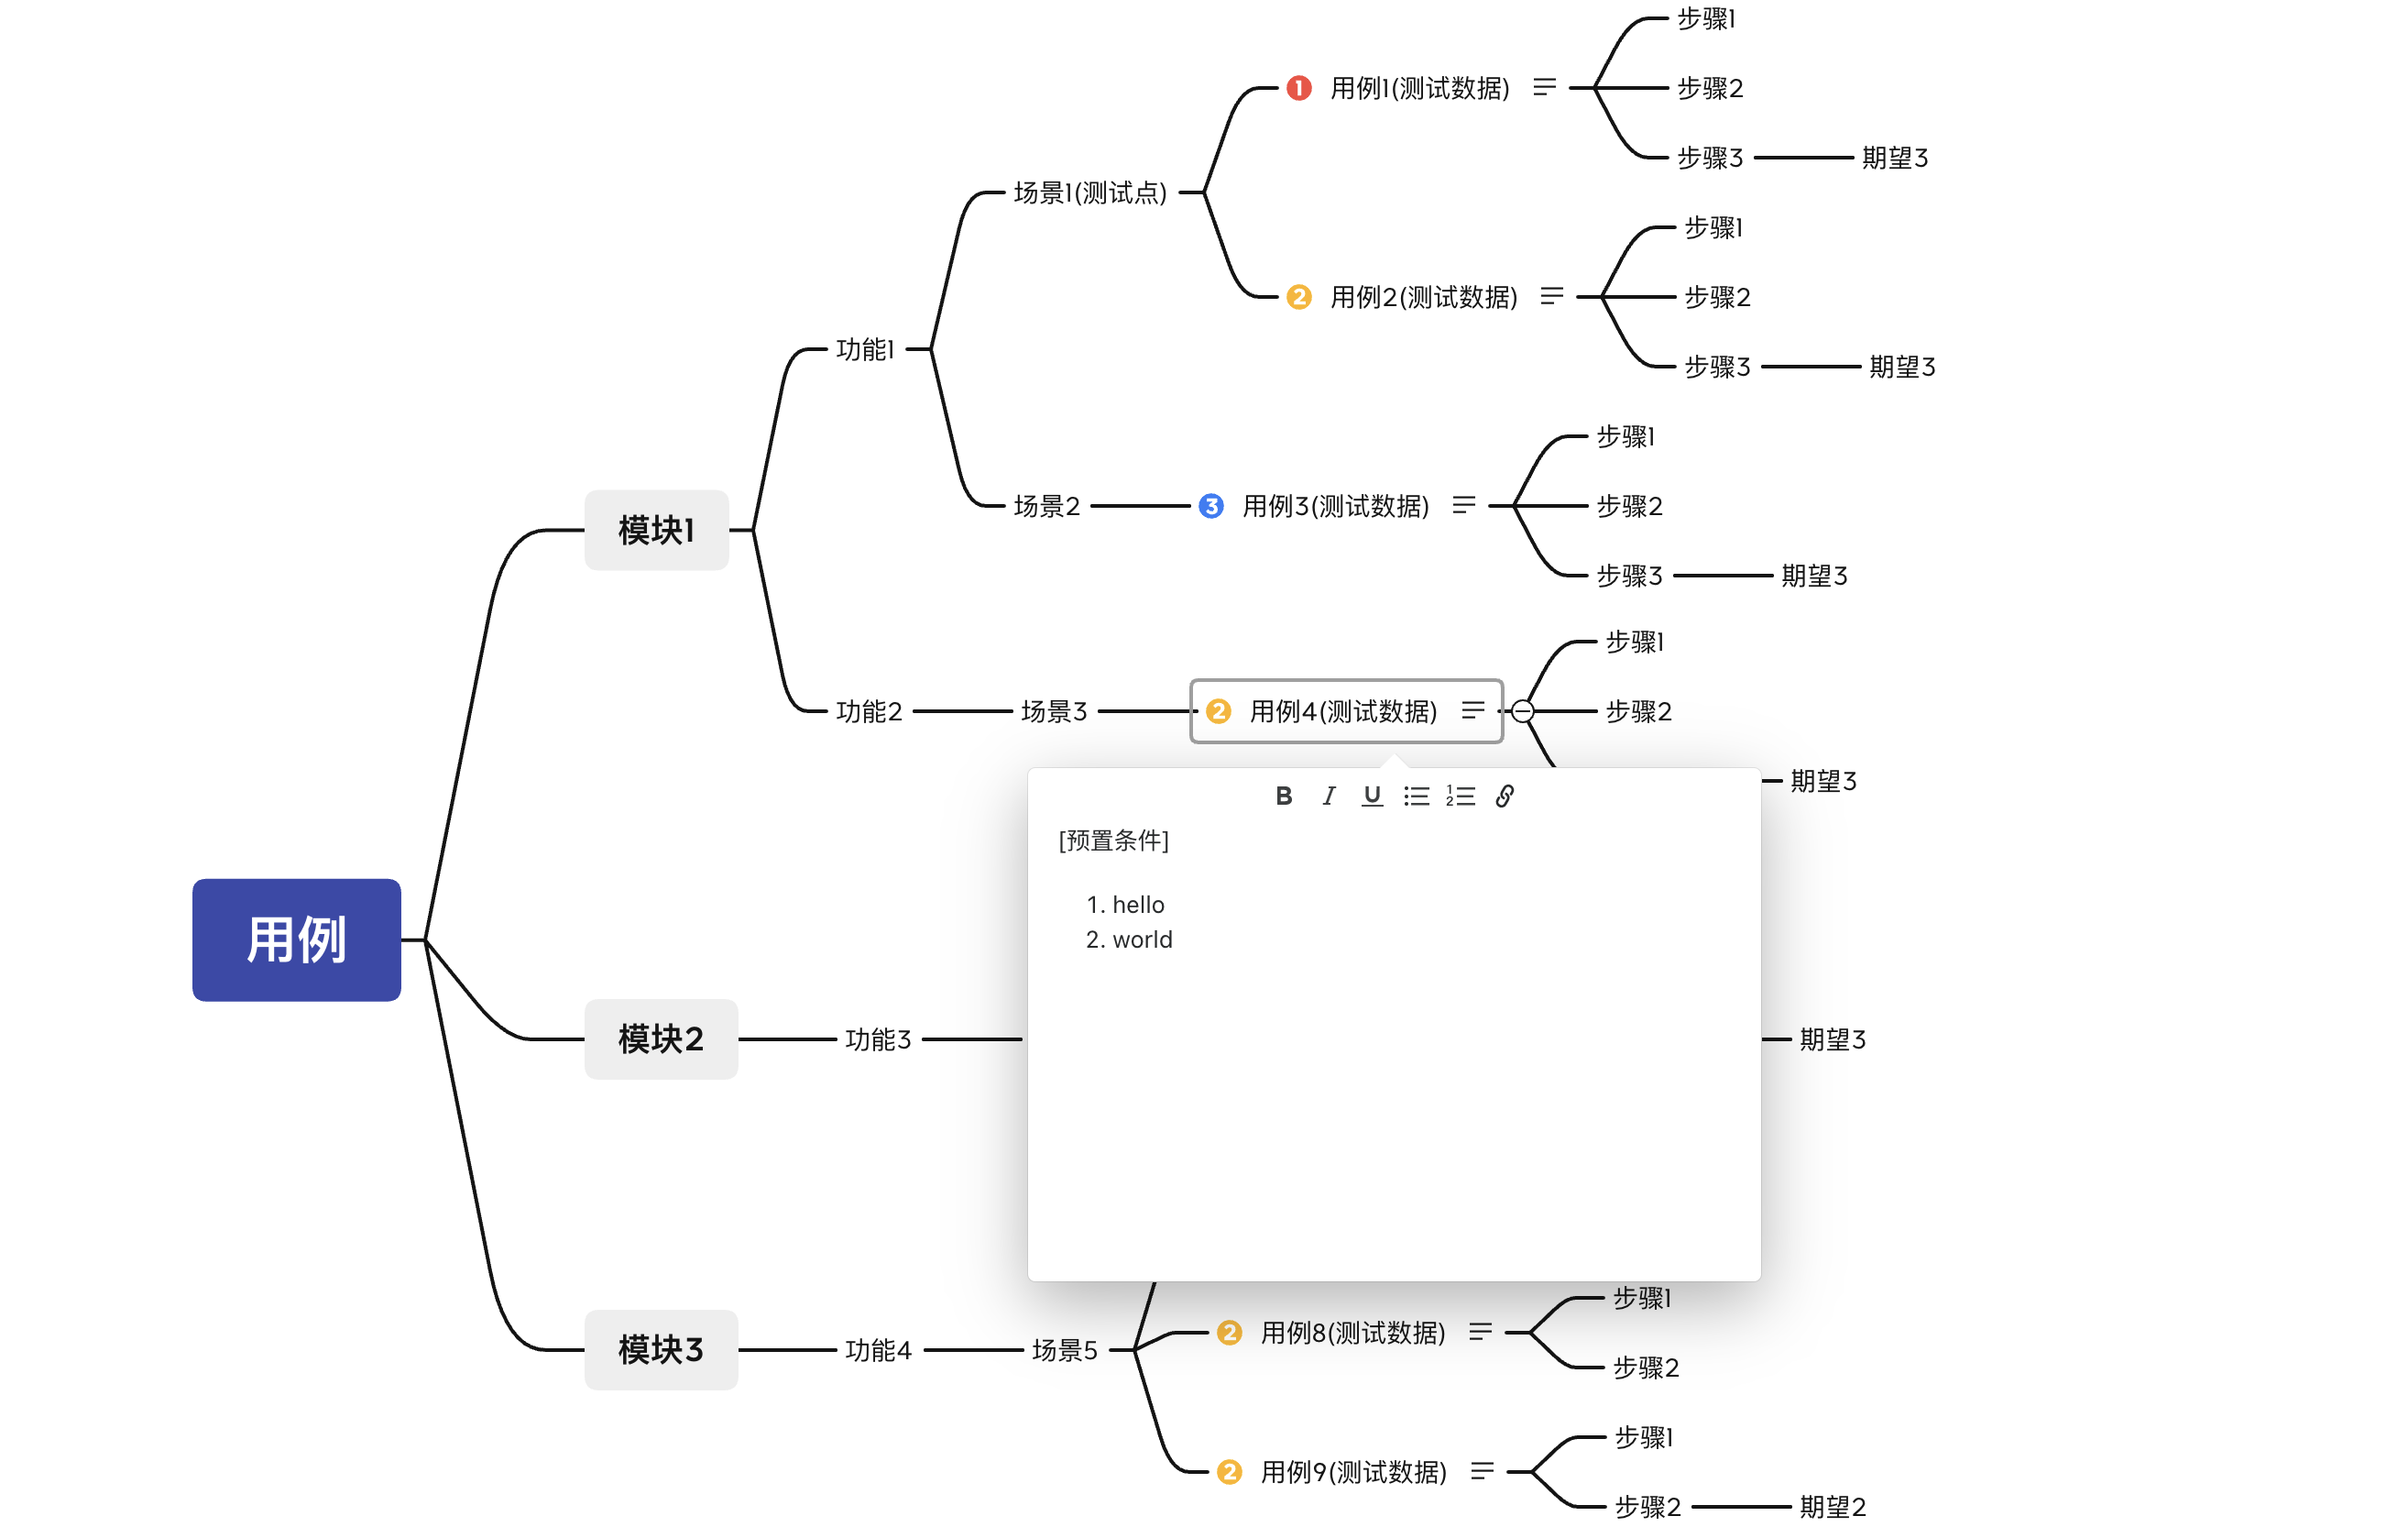 用例
模块1
功能1
场景1(测试点)
1 用例1(测试数据)
步骤1
步骤2
步骤3
期望3
2 用例2(测试数据)
步骤1
步骤2
步骤3
期望3
场景2
3 用例3(测试数据)
步骤1
步骤2
步骤3
期望3
功能2
场景3
2 用例4(测试数据)
步骤1
步骤2
期望3
B I U
[预置条件]
1. hello
2. world
模块2
功能3
期望3
模块3
功能4
场景5
2 用例8(测试数据)
步骤1
步骤2
2 用例9(测试数据)
步骤1
步骤2
期望2